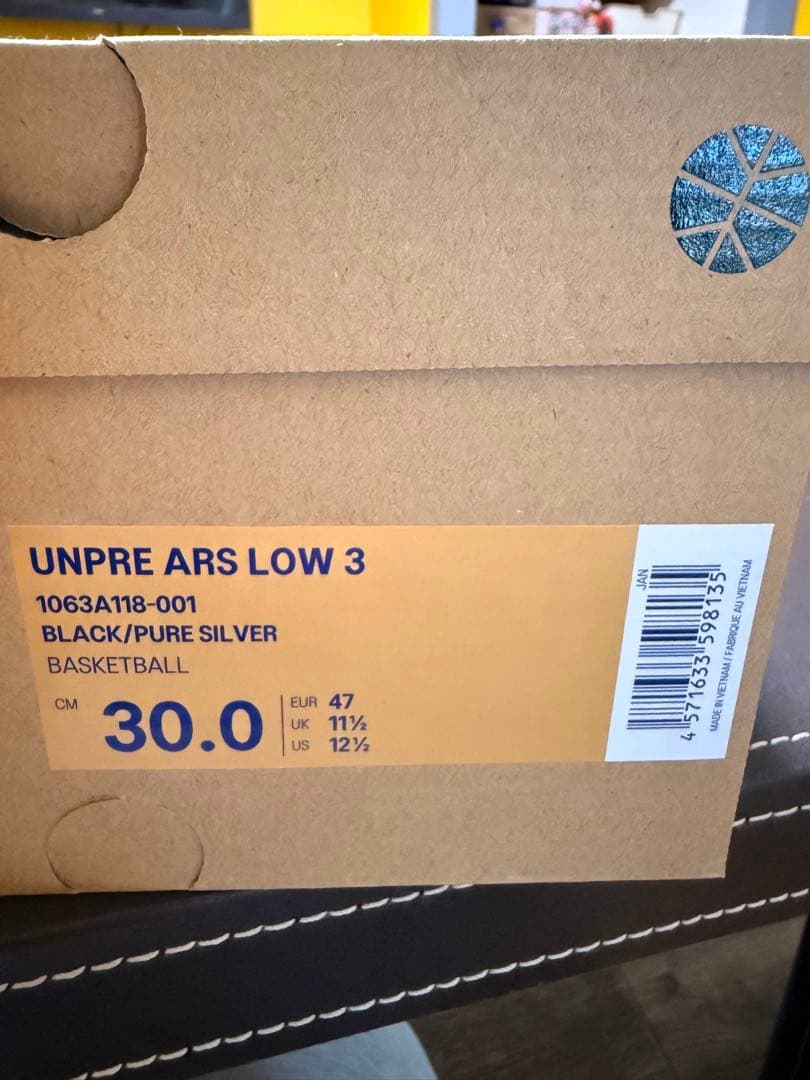 UNPRE ARS LOW 3
1063A118-001
BLACK/PURE SILVER
BASKETBALL
CM 30.0
EUR 47
UK 11½
US 12½
JAN
4 571633 598135
MADE IN VIETNAM / FABRIQUE AU VIETNAM